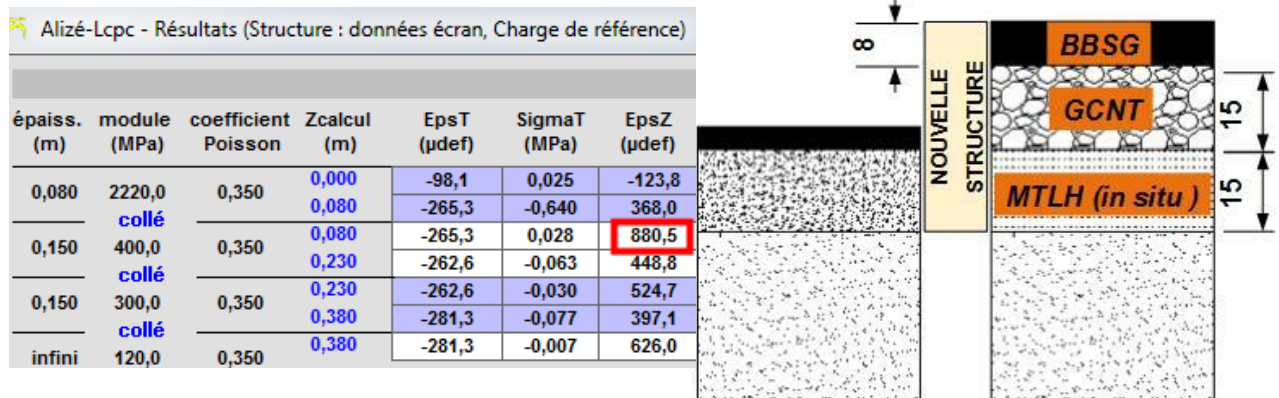 Alizé-Lcpc - Résultats (Structure : données écran, Charge de référence)
épaiss. module coefficient Zcalcul EpsT SigmaT EpsZ
(m) (MPa) Poisson (m) (µdef) (MPa) (µdef)
0,000 -98,1 0,025 -123,8
0,080 2220,0 0,350
0,080 -265,3 -0,640 368,0
collé
0,080 -265,3 0,028 880,5
0,150 400,0 0,350
0,230 -262,6 -0,063 448,8
collé
0,230 -262,6 -0,030 524,7
0,150 300,0 0,350
0,380 -281,3 -0,077 397,1
collé
0,380 -281,3 -0,007 626,0
infini 120,0 0,350
8
NOUVELLE
STRUCTURE
BBSG
GCNT
15
MTLH (in situ )
15